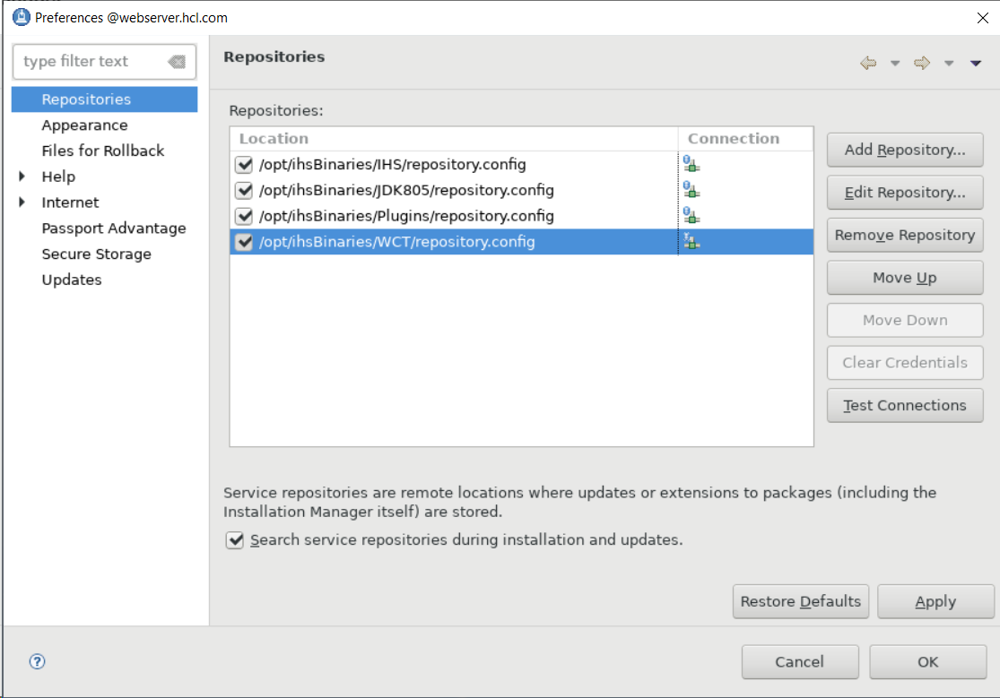 Preferences @webserver.hcl.com
type filter text
Repositories
Appearance
Files for Rollback
Help
Internet
Passport Advantage
Secure Storage
Updates
Repositories
Repositories:
Location Connection
/opt/ihsBinaries/IHS/repository.config
/opt/ihsBinaries/JDK805/repository.config
/opt/ihsBinaries/Plugins/repository.config
/opt/ihsBinaries/WCT/repository.config
Add Repository...
Edit Repository...
Remove Repository
Move Up
Move Down
Clear Credentials
Test Connections
Service repositories are remote locations where updates or extensions to packages (including the
Installation Manager itself) are stored.
Search service repositories during installation and updates.
Restore Defaults Apply
Cancel OK